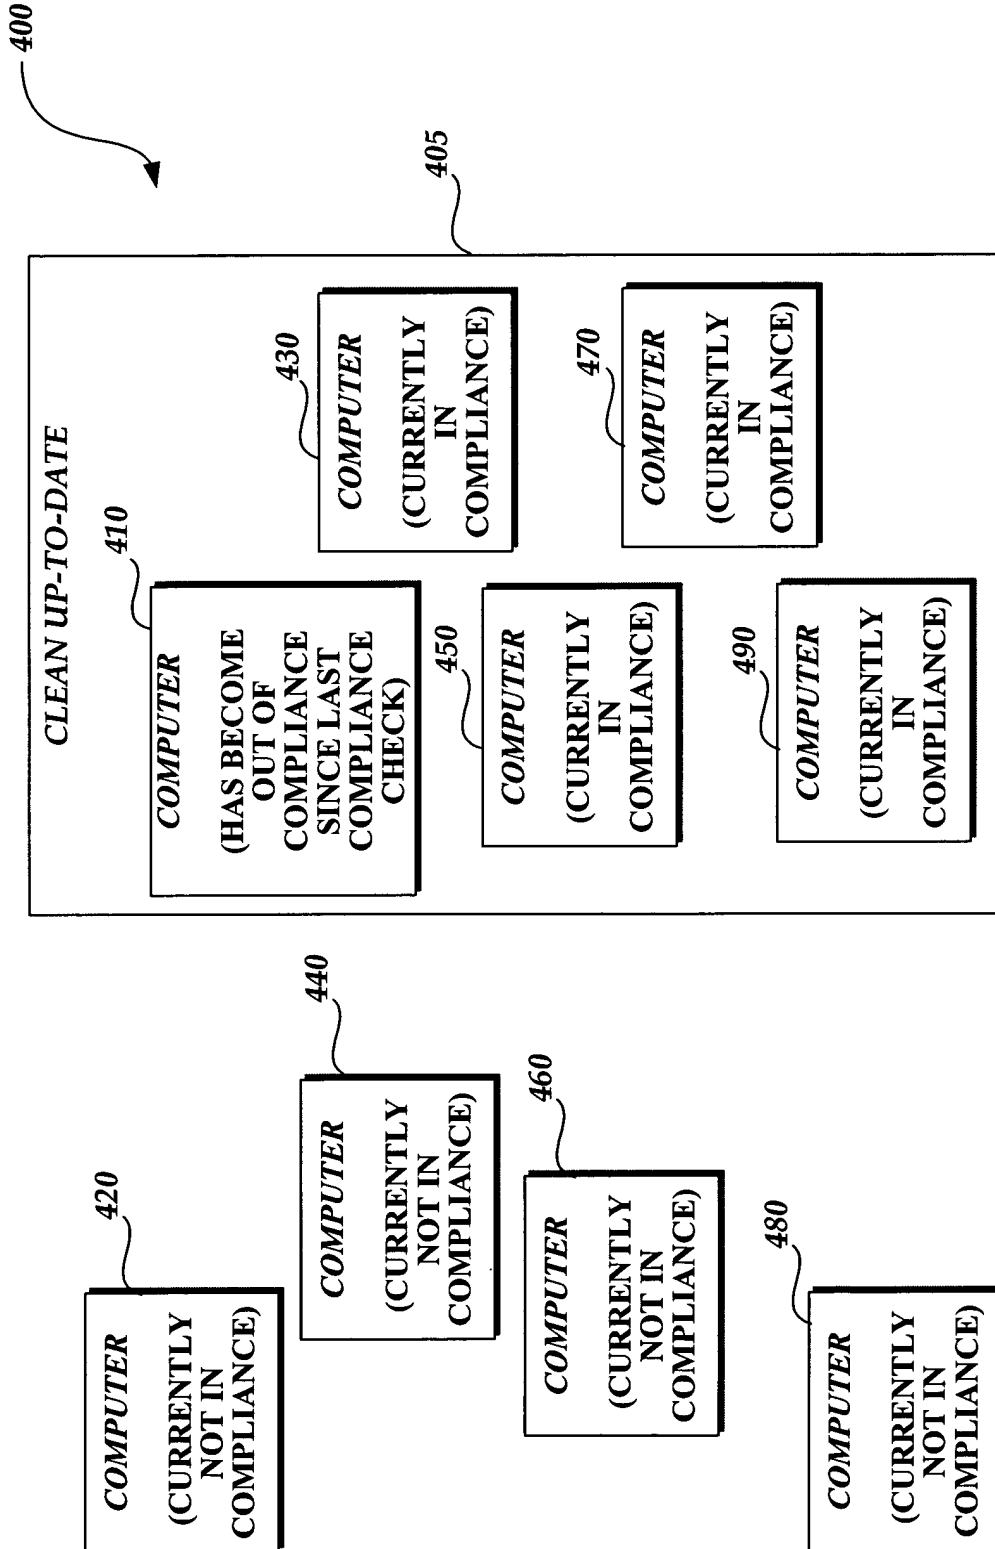 400
405
CLEAN UP-TO-DATE
410
COMPUTER
(HAS BECOME
OUT OF
COMPLIANCE
SINCE LAST
COMPLIANCE
CHECK)
430
COMPUTER
(CURRENTLY
IN
COMPLIANCE)
450
COMPUTER
(CURRENTLY
IN
COMPLIANCE)
470
COMPUTER
(CURRENTLY
IN
COMPLIANCE)
490
COMPUTER
(CURRENTLY
IN
COMPLIANCE)
420
COMPUTER
(CURRENTLY
NOT IN
COMPLIANCE)
440
COMPUTER
(CURRENTLY
NOT IN
COMPLIANCE)
460
COMPUTER
(CURRENTLY
NOT IN
COMPLIANCE)
480
COMPUTER
(CURRENTLY
NOT IN
COMPLIANCE)